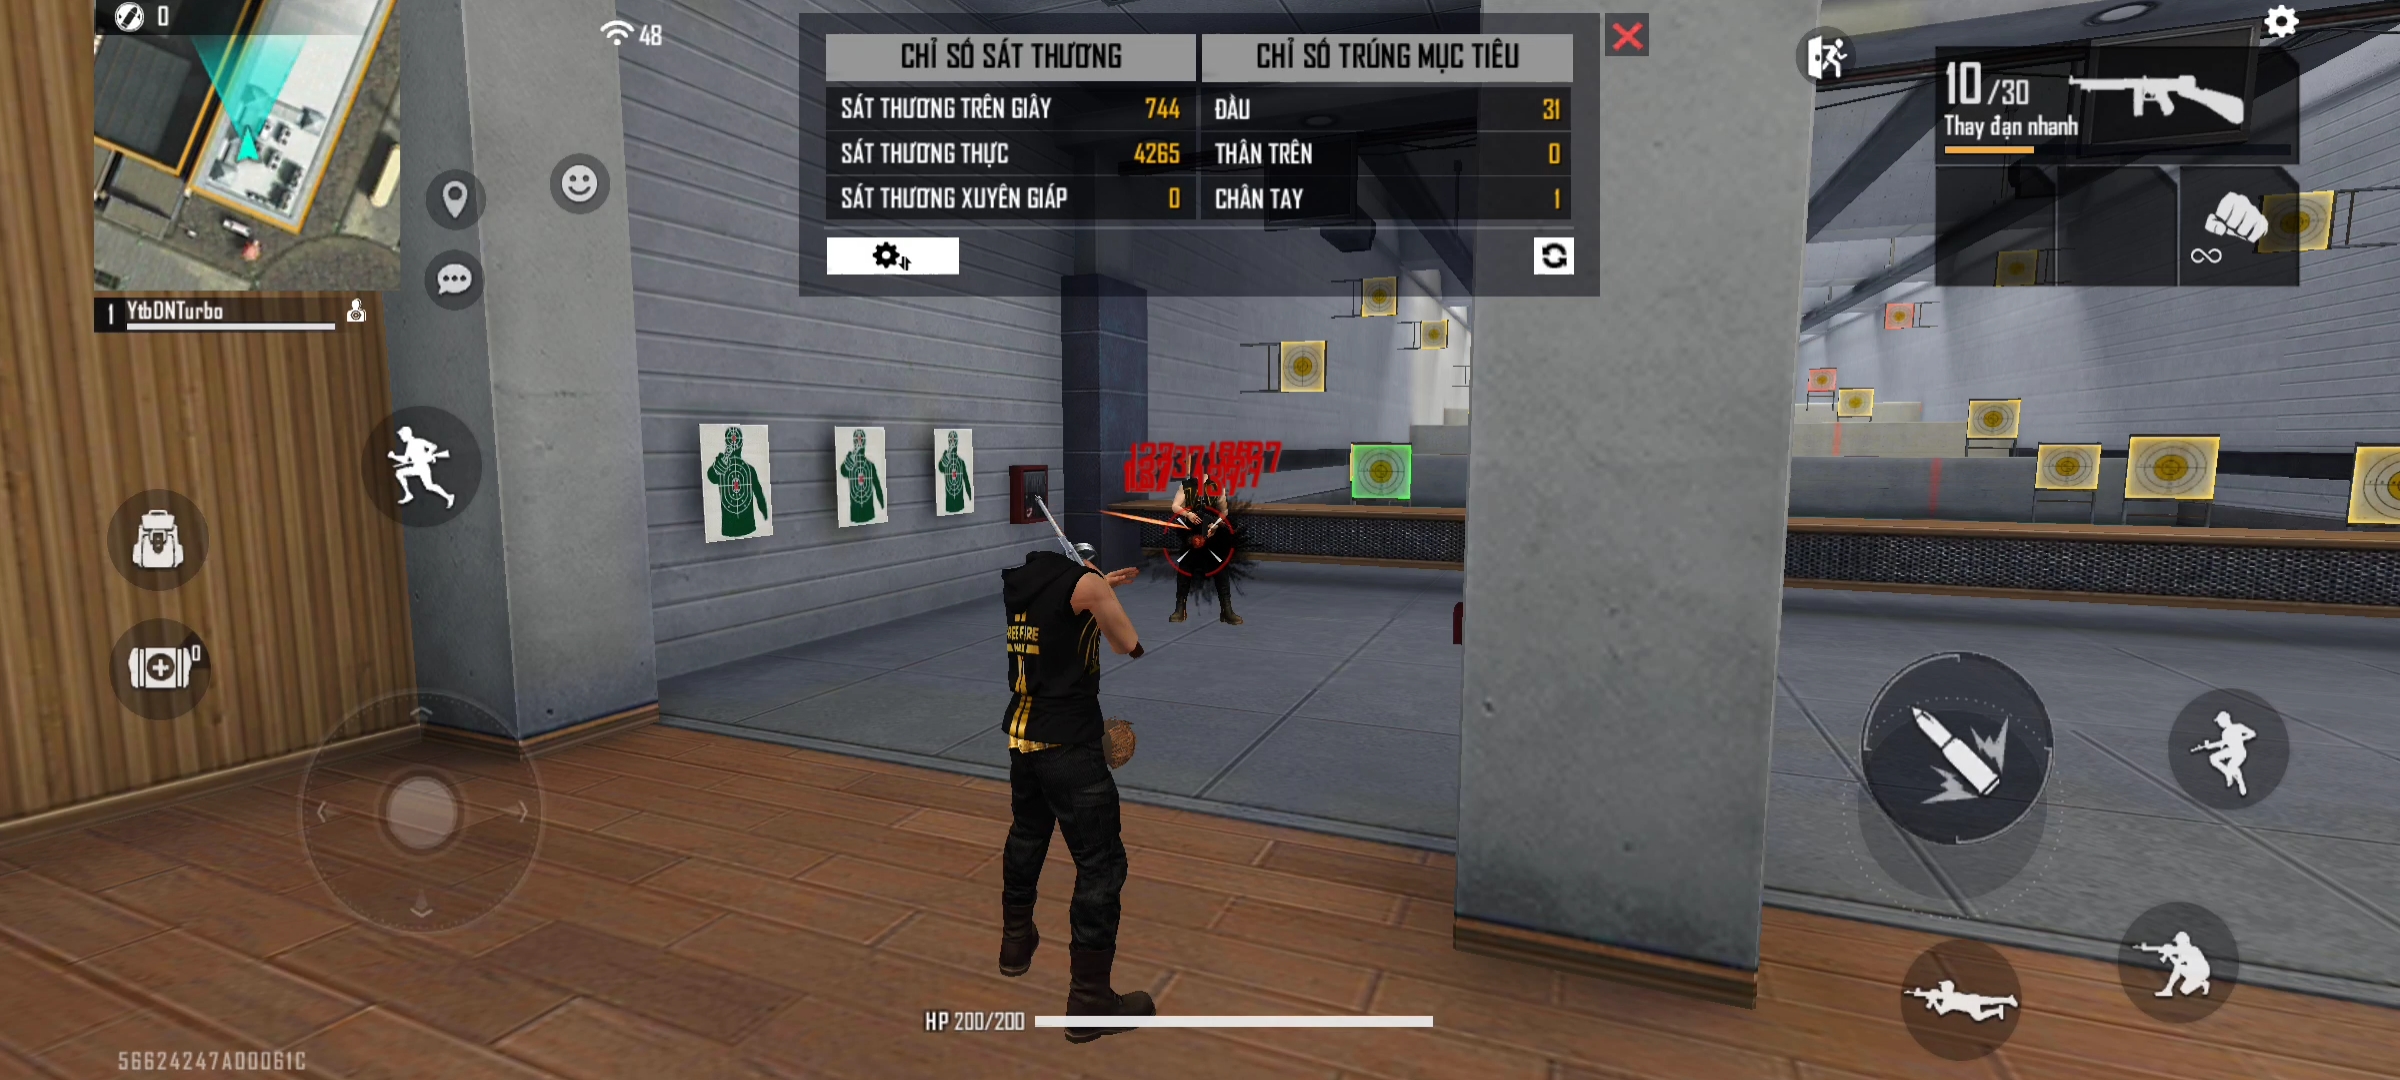 0
48
CHỈ SỐ SÁT THƯƠNG
CHỈ SỐ TRÚNG MỤC TIÊU
SÁT THƯƠNG TRÊN GIÂY 744
ĐẦU 31
SÁT THƯƠNG THỰC 4265
THÂN TRÊN 0
SÁT THƯƠNG XUYÊN GIÁP 0
CHÂN TAY 1
10/30
Thay đạn nhanh
∞
1 YtbDNTurbo
0
HP 200/200
56624247A00061C